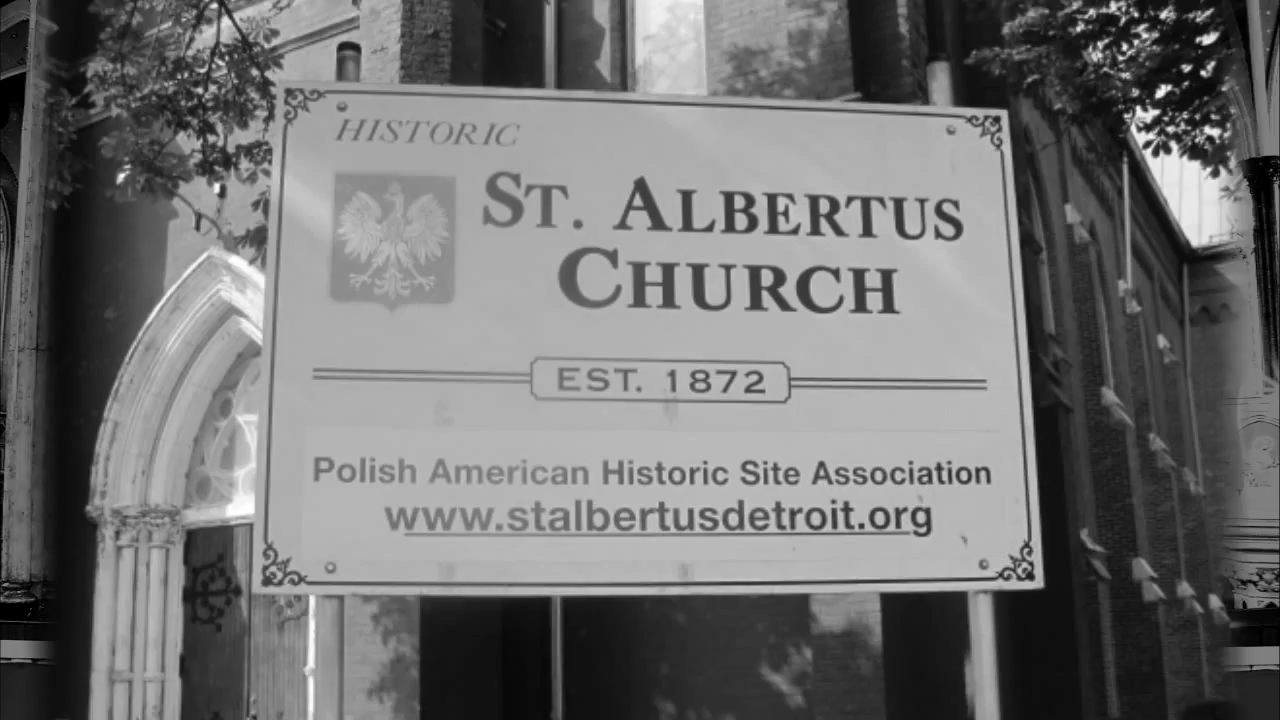 HISTORIC
ST. ALBERTUS
CHURCH
EST. 1872
Polish American Historic Site Association
www.stalbertusdetroit.org